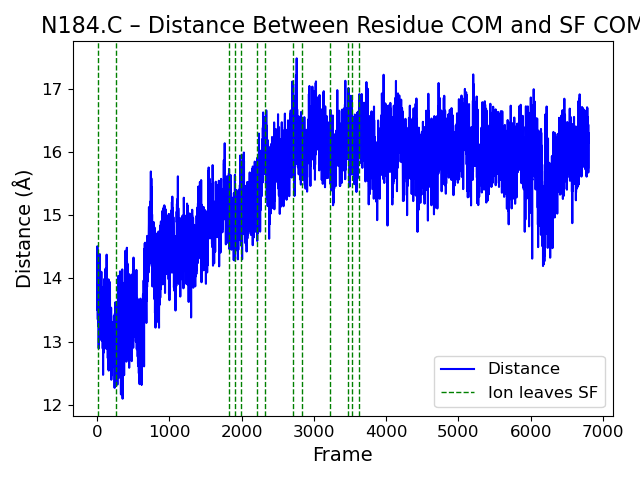 N184.C – Distance Between Residue COM and SF COM
Distance (Å)
17
16
15
14
13
12
Distance
Ion leaves SF
0 1000 2000 3000 4000 5000 6000 7000
Frame